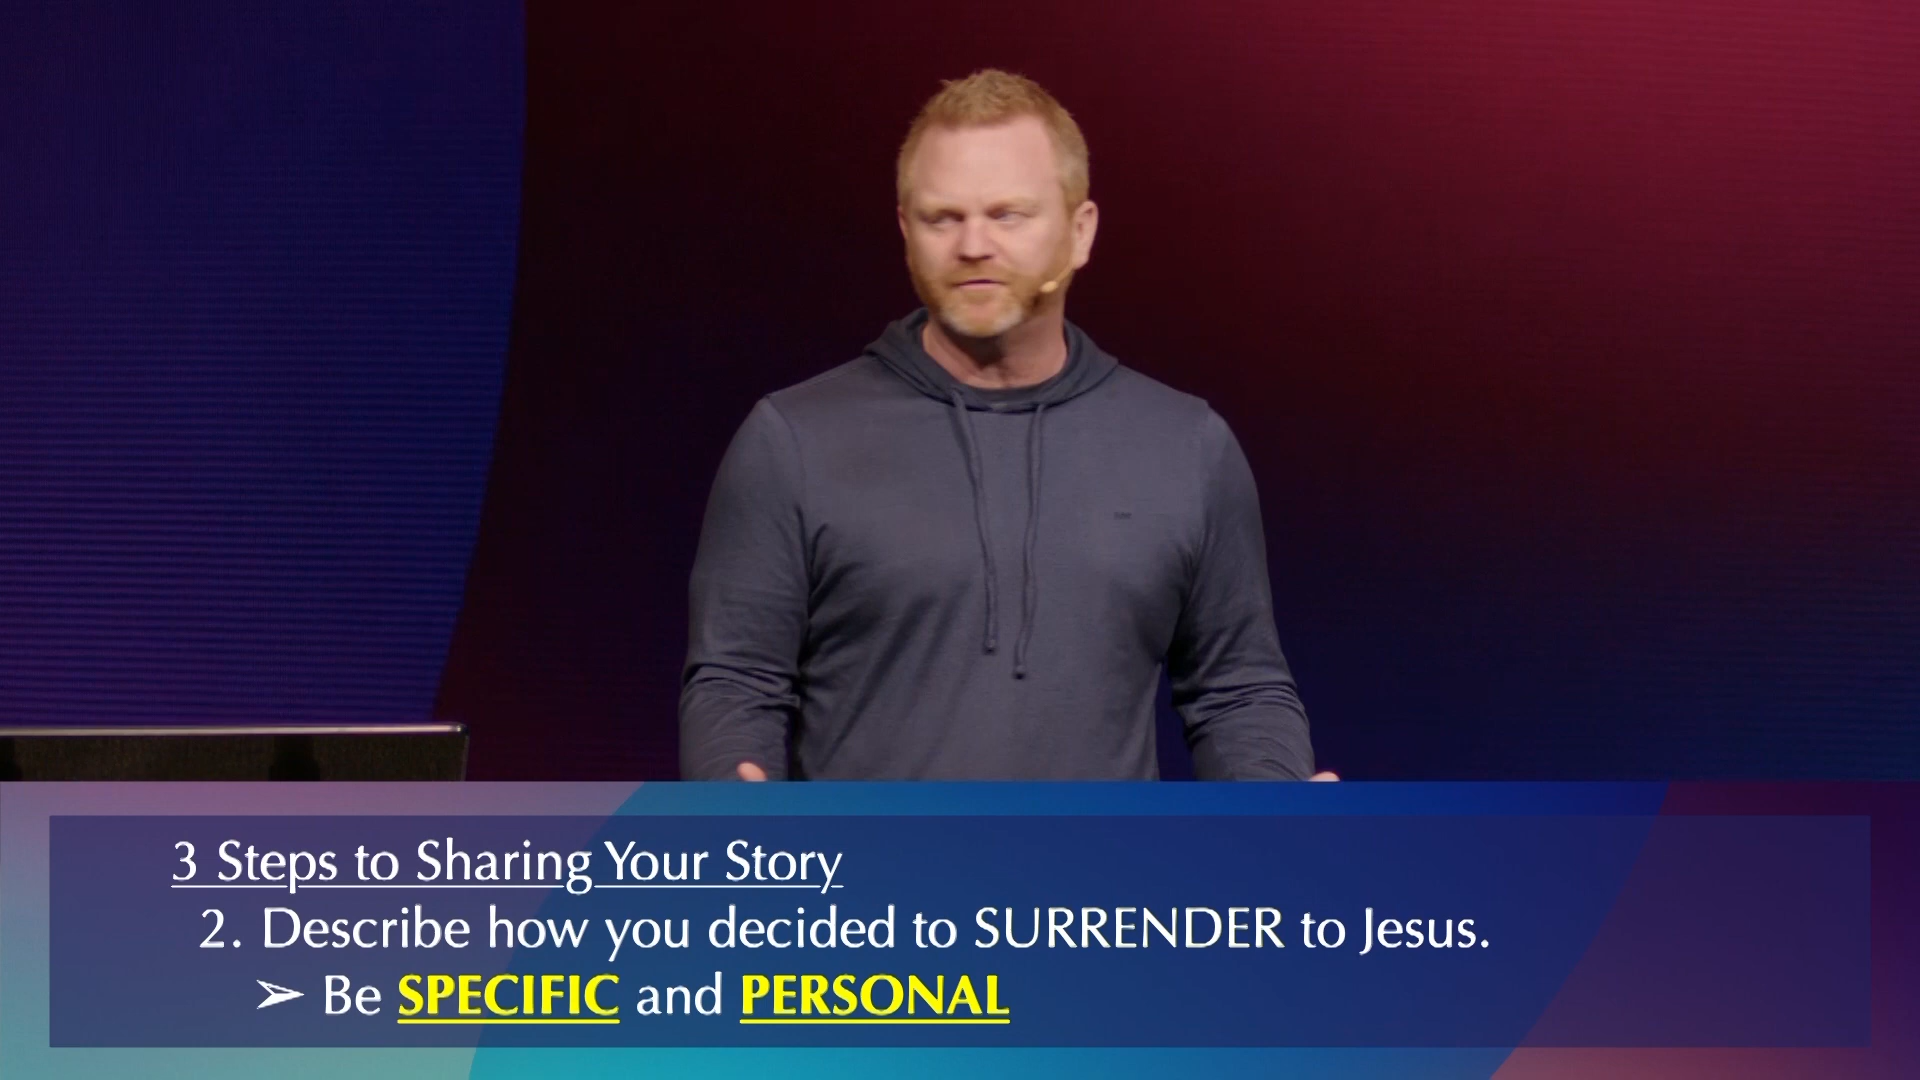 3 Steps to Sharing Your Story
2. Describe how you decided to SURRENDER to Jesus.
➢ Be SPECIFIC and PERSONAL